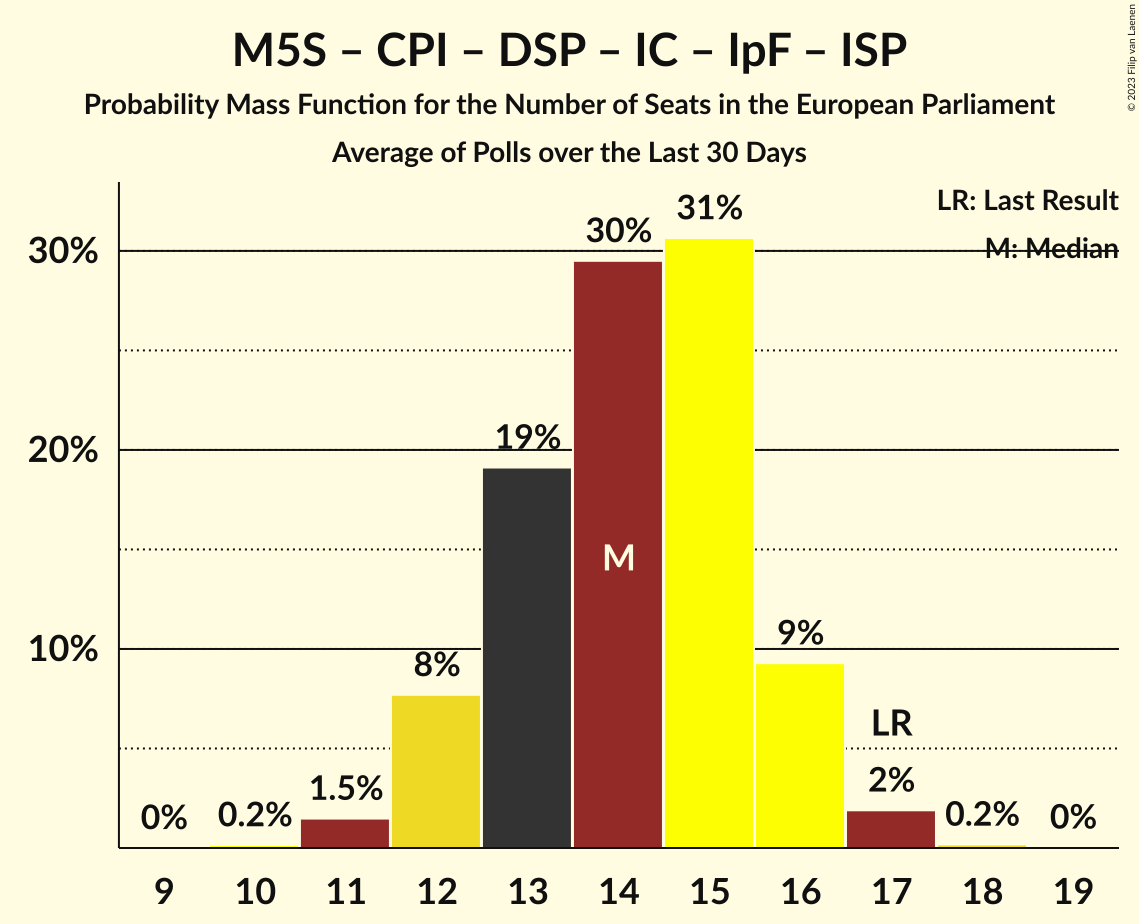 M5S – CPI – DSP – IC – IpF – ISP
Probability Mass Function for the Number of Seats in the European Parliament
Average of Polls over the Last 30 Days
© 2023 Filip van Laenen
LR: Last Result
M: Median
30%
20%
10%
0%
0.2%
1.5%
8%
19%
30%
31%
9%
2%
0.2%
0%
M
LR
9 10 11 12 13 14 15 16 17 18 19